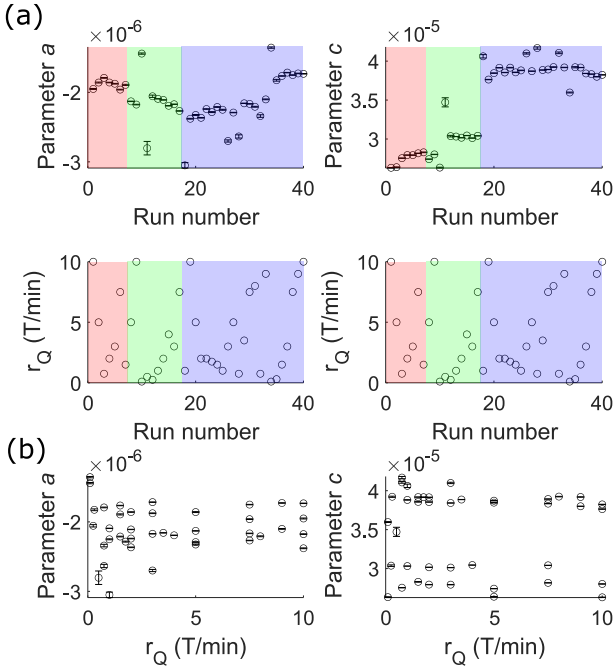 (a)
× 10⁻⁶
Parameter a
-2
-3
0
20
40
Run number
× 10⁻⁵
Parameter c
4
3.5
3
0
20
40
Run number
r_Q (T/min)
10
5
0
0
20
40
Run number
r_Q (T/min)
10
5
0
0
20
40
Run number
(b)
× 10⁻⁶
Parameter a
-2
-3
0
5
10
r_Q (T/min)
× 10⁻⁵
Parameter c
4
3.5
3
0
5
10
r_Q (T/min)